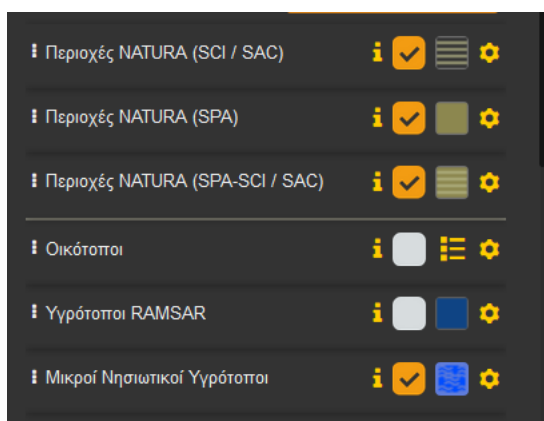 Περιοχές NATURA (SCI / SAC)
Περιοχές NATURA (SPA)
Περιοχές NATURA (SPA-SCI / SAC)
Οικότοποι
Υγρότοποι RAMSAR
Μικροί Νησιωτικοί Υγρότοποι